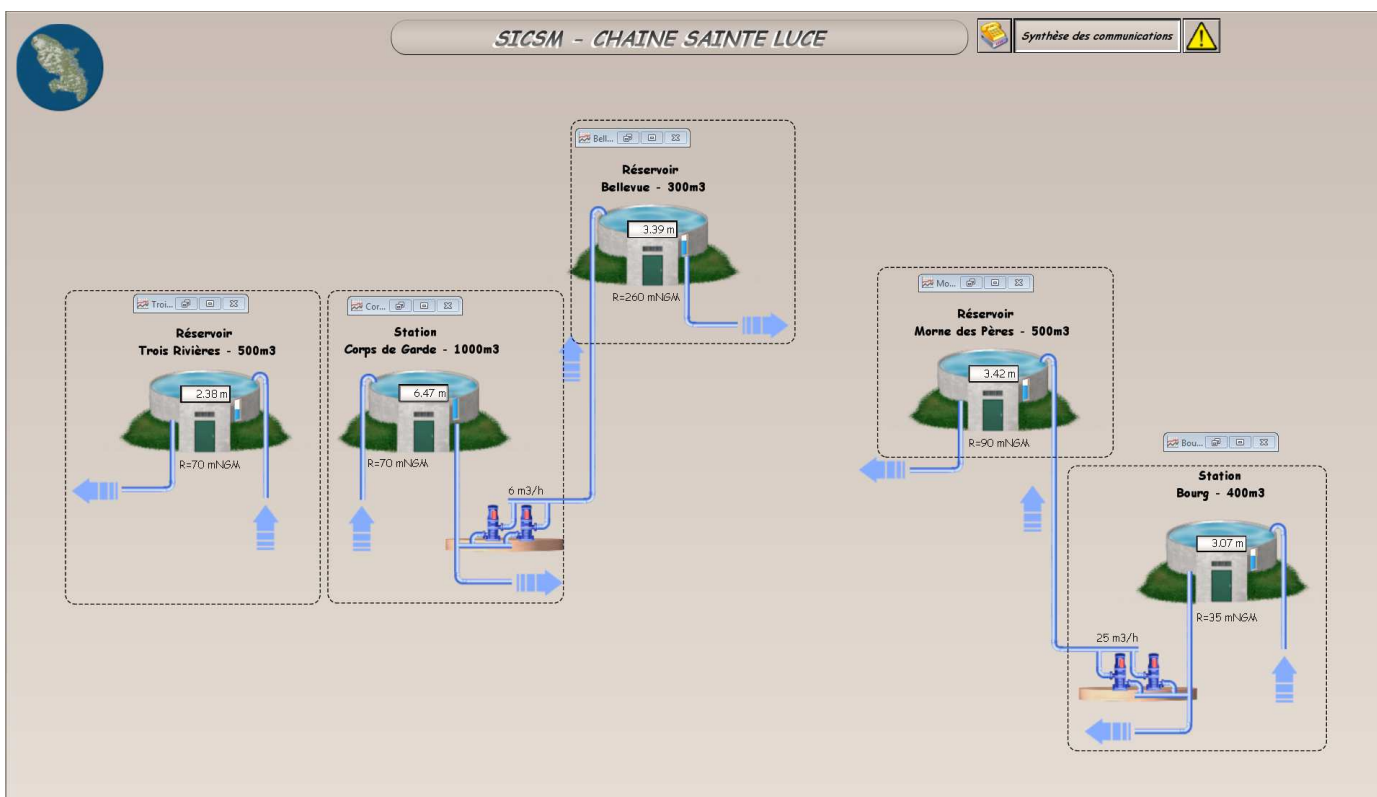 SICSM - CHAINE SAINTE LUCE
Synthèse des communications
Bell...
Réservoir
Bellevue - 300m3
3.39 m
R=260 mNGM
Troi...
Réservoir
Trois Rivières - 500m3
2.38 m
R=70 mNGM
Cor...
Station
Corps de Garde - 1000m3
6.47 m
R=70 mNGM
6 m3/h
Mo...
Réservoir
Morne des Pères - 500m3
3.42 m
R=90 mNGM
Bou...
Station
Bourg - 400m3
3.07 m
R=35 mNGM
25 m3/h